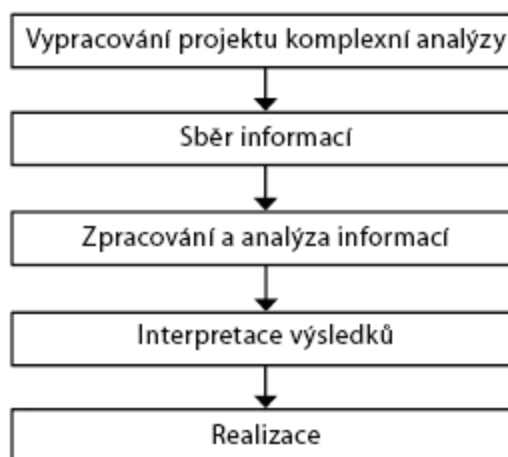 Vypracování projektu komplexní analýzy
Sběr informací
Zpracování a analýza informací
Interpretace výsledků
Realizace